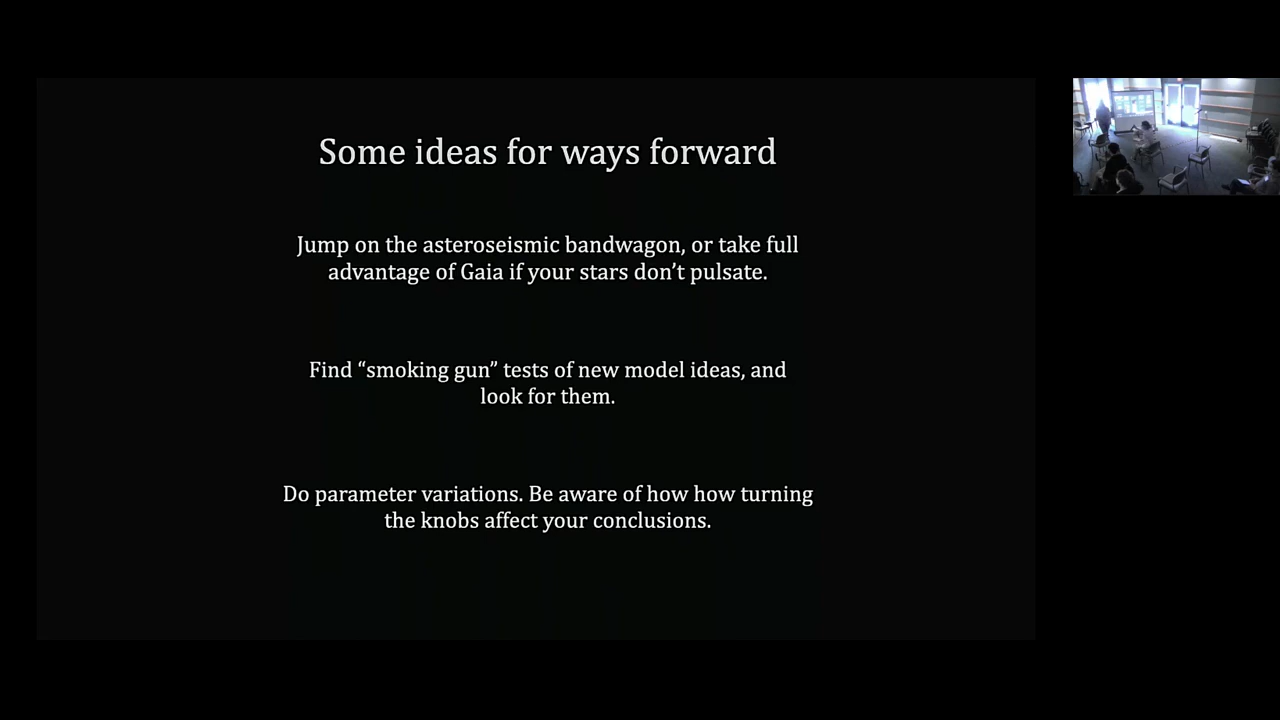 Some ideas for ways forward
Jump on the asteroseismic bandwagon, or take full
advantage of Gaia if your stars don’t pulsate.
Find “smoking gun” tests of new model ideas, and
look for them.
Do parameter variations. Be aware of how how turning
the knobs affect your conclusions.